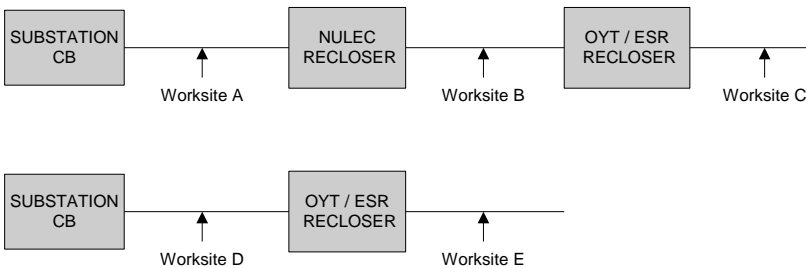 SUBSTATION
CB
NULEC
RECLOSER
OYT / ESR
RECLOSER
Worksite A
Worksite B
Worksite C
SUBSTATION
CB
OYT / ESR
RECLOSER
Worksite D
Worksite E